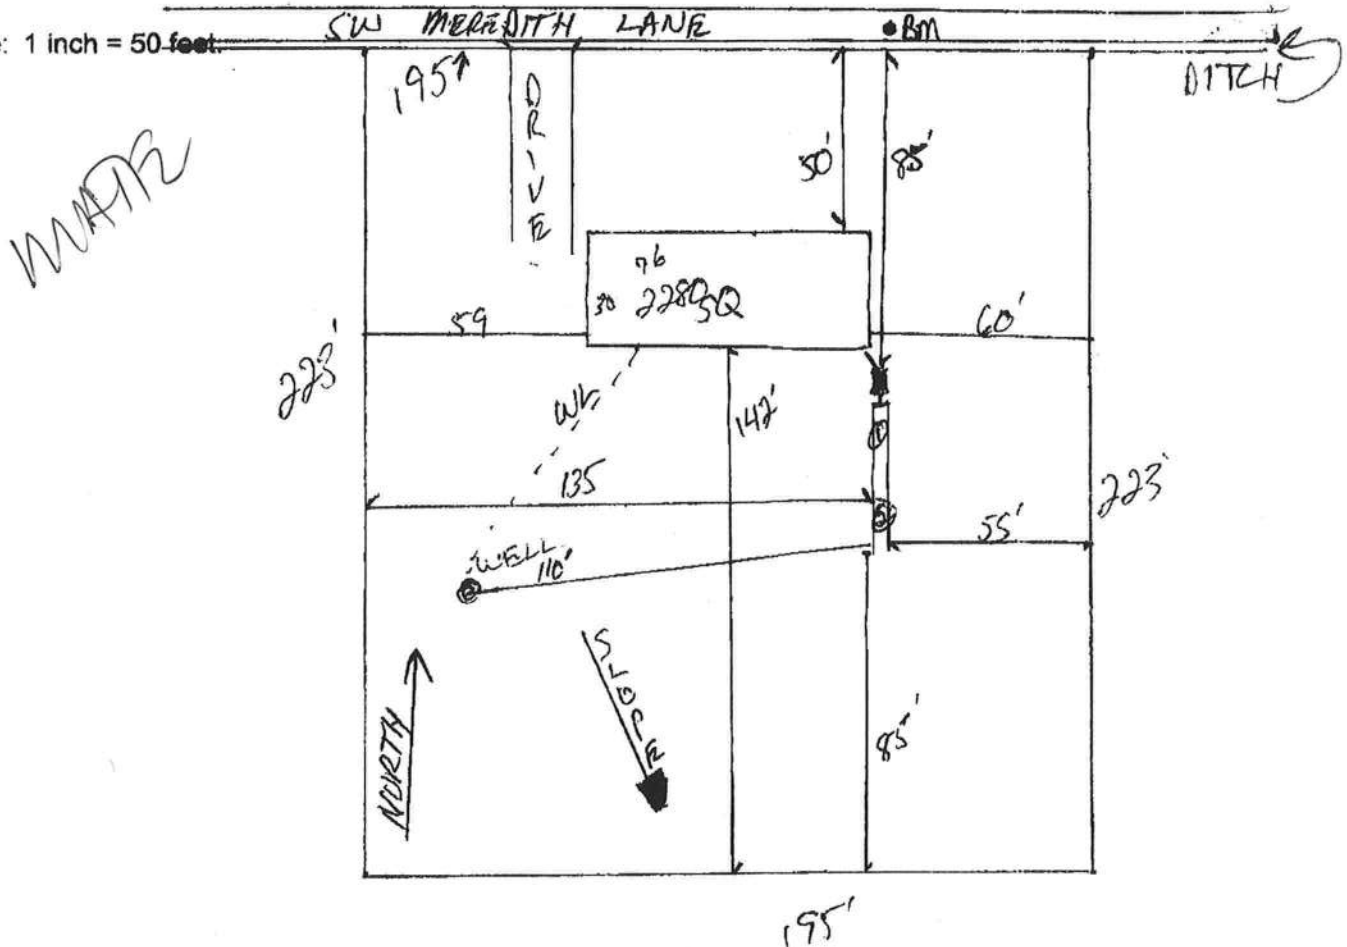 SW MEREDITH LANE
BM
: 1 inch = 50 feet.
DITCH
195'
DRIVE
50'
85'
76
30
2280 SQ
59
60'
223'
WL
142'
1
135
223'
55'
WELL
110'
SLOPE
NORTH
85'
195'